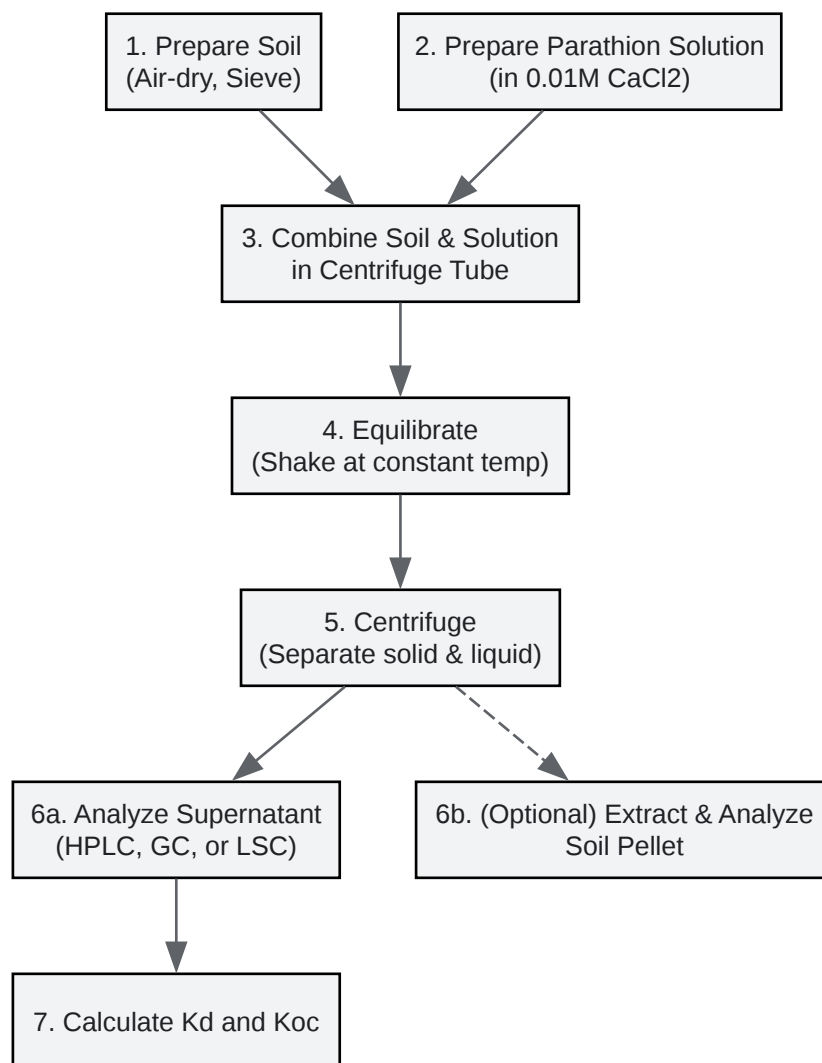 1. Prepare Soil
(Air-dry, Sieve)
2. Prepare Parathion Solution
(in 0.01M CaCl2)
3. Combine Soil & Solution
in Centrifuge Tube
4. Equilibrate
(Shake at constant temp)
5. Centrifuge
(Separate solid & liquid)
6a. Analyze Supernatant
(HPLC, GC, or LSC)
6b. (Optional) Extract & Analyze
Soil Pellet
7. Calculate Kd and Koc